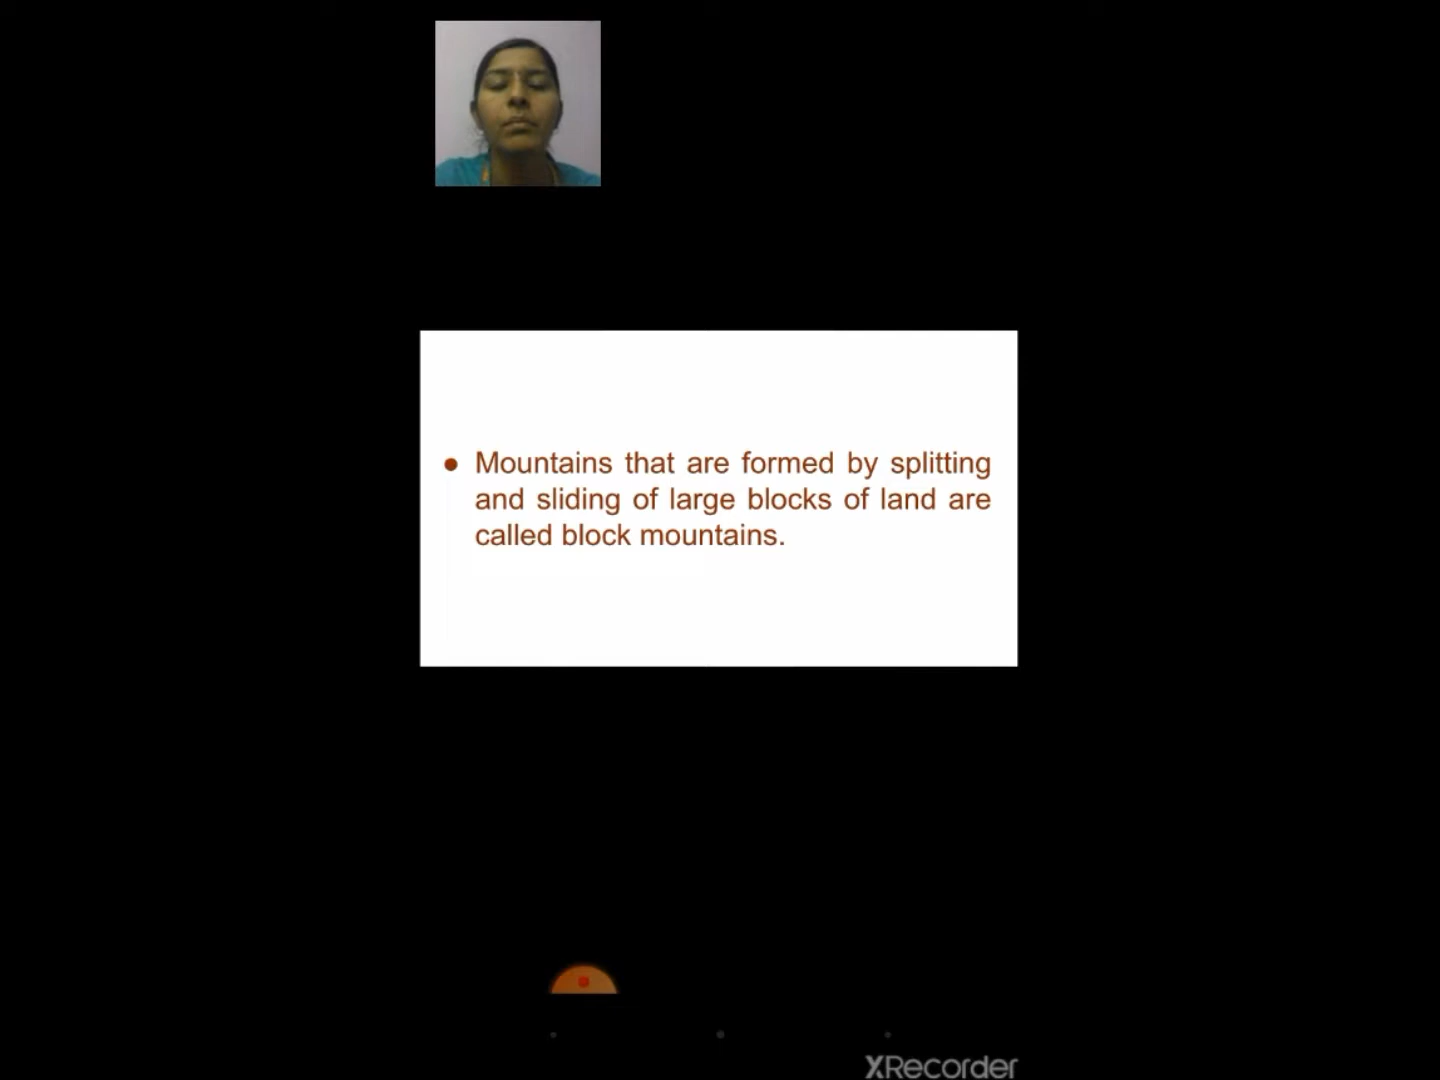 ● Mountains that are formed by splitting
and sliding of large blocks of land are
called block mountains.
XRecorder